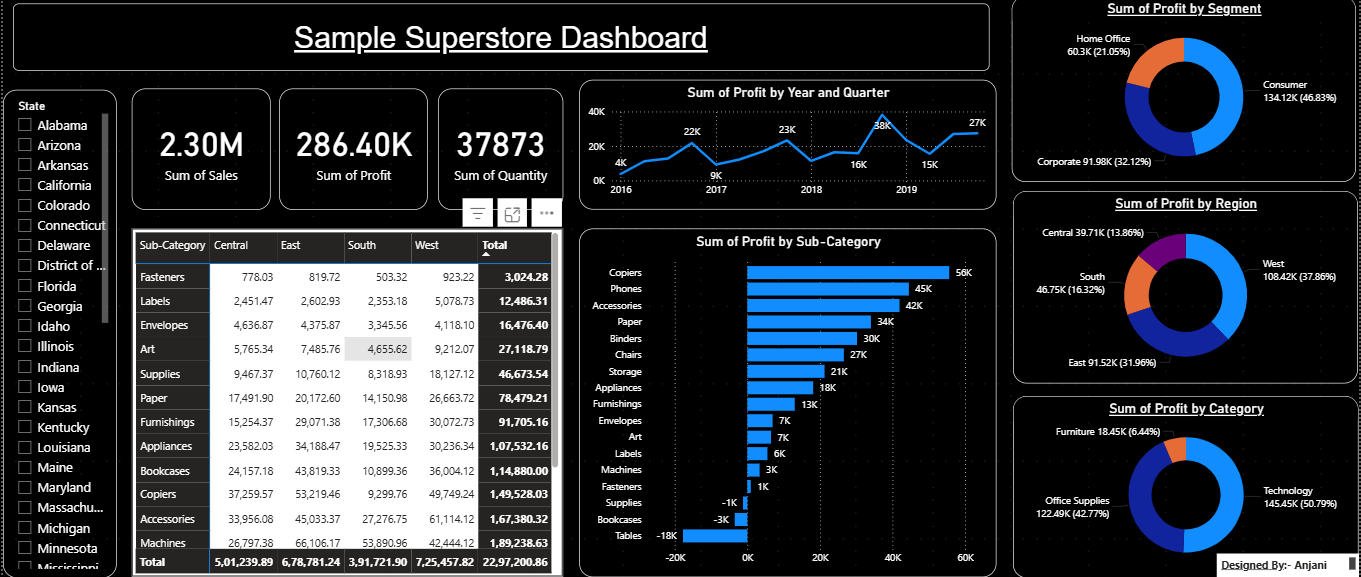 Sample Superstore Dashboard
State
Alabama
Arizona
Arkansas
California
Colorado
Connecticut
Delaware
District of ...
Florida
Georgia
Idaho
Illinois
Indiana
Iowa
Kansas
Kentucky
Louisiana
Maine
Maryland
Massachu...
Michigan
Minnesota
Mississippi
2.30M
Sum of Sales
286.40K
Sum of Profit
37873
Sum of Quantity
Sub-Category Central East South West Total
Fasteners 778.03 819.72 503.32 923.22 3,024.28
Labels 2,451.47 2,602.93 2,353.18 5,078.73 12,486.31
Envelopes 4,636.87 4,375.87 3,345.56 4,118.10 16,476.40
Art 5,765.34 7,485.76 4,655.62 9,212.07 27,118.79
Supplies 9,467.37 10,760.12 8,318.93 18,127.12 46,673.54
Paper 17,491.90 20,172.60 14,150.98 26,663.72 78,479.21
Furnishings 15,254.37 29,071.38 17,306.68 30,072.73 91,705.16
Appliances 23,582.03 34,188.47 19,525.33 30,236.34 1,07,532.16
Bookcases 24,157.18 43,819.33 10,899.36 36,004.12 1,14,880.00
Copiers 37,259.57 53,219.46 9,299.76 49,749.24 1,49,528.03
Accessories 33,956.08 45,033.37 27,276.75 61,114.12 1,67,380.32
Machines 26,797.38 66,106.17 53,890.96 42,444.12 1,89,238.63
Total 5,01,239.89 6,78,781.24 3,91,721.90 7,25,457.82 22,97,200.86
Sum of Profit by Year and Quarter
40K
20K
0K
4K
22K
9K
23K
16K
38K
15K
27K
2016 2017 2018 2019
Sum of Profit by Sub-Category
Copiers 56K
Phones 45K
Accessories 42K
Paper 34K
Binders 30K
Chairs 27K
Storage 21K
Appliances 18K
Furnishings 13K
Envelopes 7K
Art 7K
Labels 6K
Machines 3K
Fasteners 1K
Supplies -1K
Bookcases -3K
Tables -18K
-20K 0K 20K 40K 60K
Sum of Profit by Segment
Home Office
60.3K (21.05%)
Consumer
134.12K (46.83%)
Corporate 91.98K (32.12%)
Sum of Profit by Region
Central 39.71K (13.86%)
West
108.42K (37.86%)
South
46.75K (16.32%)
East 91.52K (31.96%)
Sum of Profit by Category
Furniture 18.45K (6.44%)
Office Supplies
122.49K (42.77%)
Technology
145.45K (50.79%)
Designed By:- Anjani